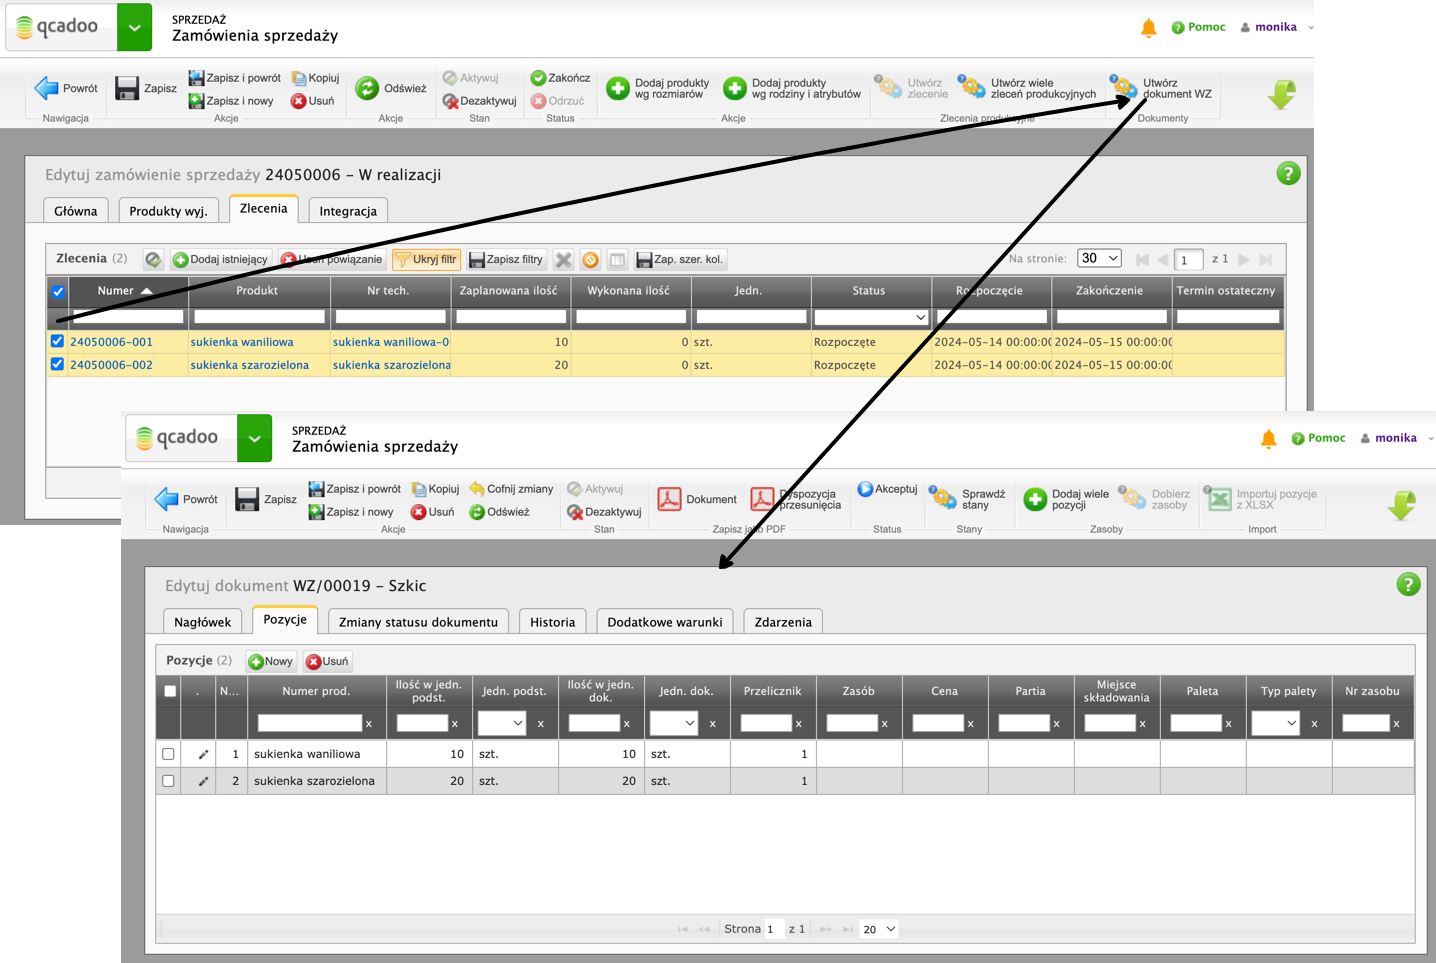 qcadoo
SPRZEDAŻ
Zamówienia sprzedaży
Pomoc monika
Powrót
Nawigacja
Zapisz Zapisz i powrót Kopiuj
Zapisz i nowy Usuń
Akcje
Odśwież
Akcje
Aktywuj
Dezaktywuj
Stan
Zakończ
Odrzuć
Status
Dodaj produkty
wg rozmiarów
Dodaj produkty
wg rodziny i atrybutów
Akcje
Utwórz
zlecenie
Utwórz wiele
zleceń produkcyjnych
Zlecenia produkcyjne
Utwórz
dokument WZ
Dokumenty
Edytuj zamówienie sprzedaży 24050006 - W realizacji
Główna Produkty wyj. Zlecenia Integracja
Zlecenia (2) Dodaj istniejący Usuń powiązanie Ukryj filtr Zapisz filtry Zap. szer. kol. Na stronie: 30 1 z 1
Numer Produkt Nr tech. Zaplanowana ilość Wykonana ilość Jedn. Status Rozpoczęcie Zakończenie Termin ostateczny
24050006-001 sukienka waniliowa sukienka waniliowa-0 10 0 szt. Rozpoczęte 2024-05-14 00:00:00 2024-05-15 00:00:00
24050006-002 sukienka szarozielona sukienka szarozielona 20 0 szt. Rozpoczęte 2024-05-14 00:00:00 2024-05-15 00:00:00
qcadoo
SPRZEDAŻ
Zamówienia sprzedaży
Pomoc monika
Powrót
Nawigacja
Zapisz Zapisz i powrót Kopiuj Cofnij zmiany
Zapisz i nowy Usuń Odśwież
Akcje
Aktywuj
Dezaktywuj
Stan
Dokument
Dyspozycja
przesunięcia
Zapisz jako PDF
Akceptuj
Status
Sprawdź
stany
Stany
Dodaj wiele
pozycji
Dobierz
zasoby
Zasoby
Importuj pozycje
z XLSX
Import
Edytuj dokument WZ/00019 - Szkic
Nagłówek Pozycje Zmiany statusu dokumentu Historia Dodatkowe warunki Zdarzenia
Pozycje (2) Nowy Usuń
. N... Numer prod. Ilość w jedn. podst. Jedn. podst. Ilość w jedn. dok. Jedn. dok. Przelicznik Zasób Cena Partia Miejsce składowania Paleta Typ palety Nr zasobu
x x x x x x x x x x x x x
1 sukienka waniliowa 10 szt. 10 szt. 1
2 sukienka szarozielona 20 szt. 20 szt. 1
Strona 1 z 1 20